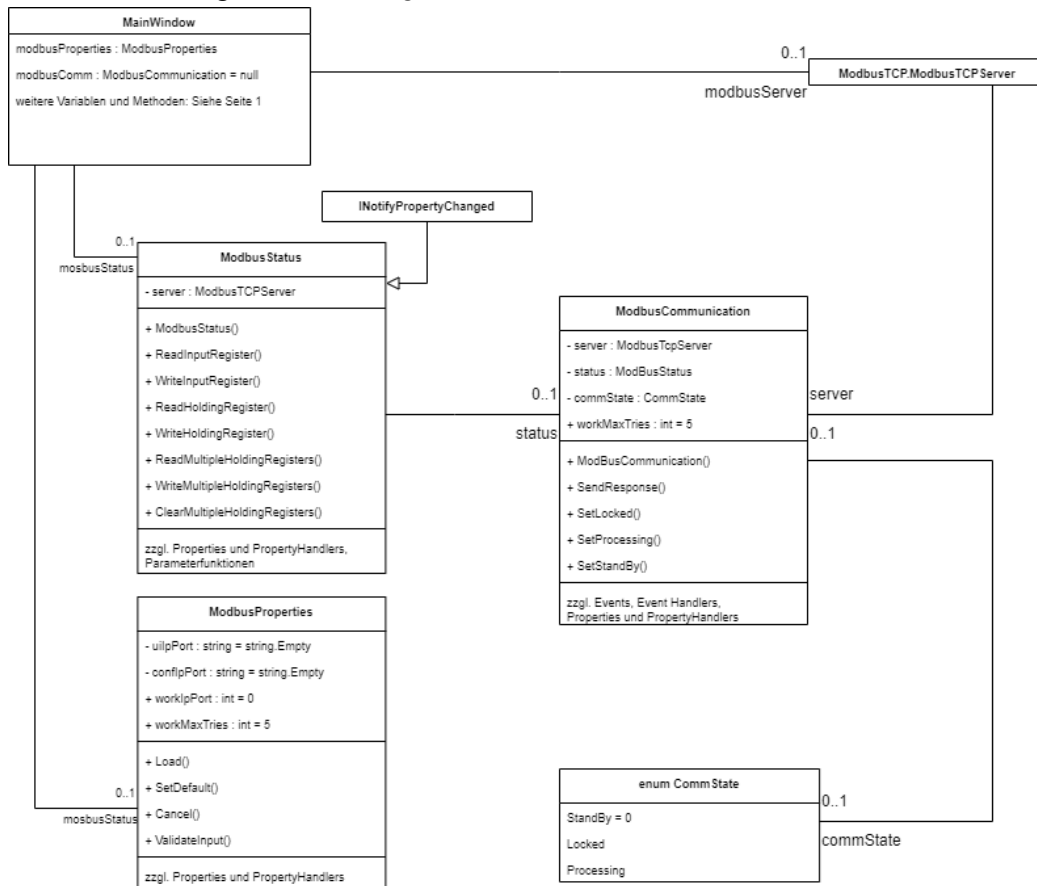 MainWindow
modbusProperties : ModbusProperties
modbusComm : ModbusCommunication = null
weitere Variablen und Methoden: Siehe Seite 1
0..1
modbusServer
ModbusTCP.ModbusTCPServer
INotifyPropertyChanged
0..1
mosbusStatus
ModbusStatus
- server : ModbusTCPServer
+ ModbusStatus()
+ ReadInputRegister()
+ WriteInputRegister()
+ ReadHoldingRegister()
+ WriteHoldingRegister()
+ ReadMultipleHoldingRegisters()
+ WriteMultipleHoldingRegisters()
+ ClearMultipleHoldingRegisters()
zzgl. Properties und PropertyHandlers,
Parameterfunktionen
0..1
status
ModbusCommunication
- server : ModbusTcpServer
- status : ModBusStatus
- commState : CommState
+ workMaxTries : int = 5
+ ModBusCommunication()
+ SendResponse()
+ SetLocked()
+ SetProcessing()
+ SetStandBy()
zzgl. Events, Event Handlers,
Properties und PropertyHandlers
server
0..1
ModbusProperties
- uiIpPort : string = string.Empty
- confIpPort : string = string.Empty
+ workIpPort : int = 0
+ workMaxTries : int = 5
+ Load()
+ SetDefault()
+ Cancel()
+ ValidateInput()
zzgl. Properties und PropertyHandlers
0..1
mosbusStatus
enum CommState
StandBy = 0
Locked
Processing
0..1
commState